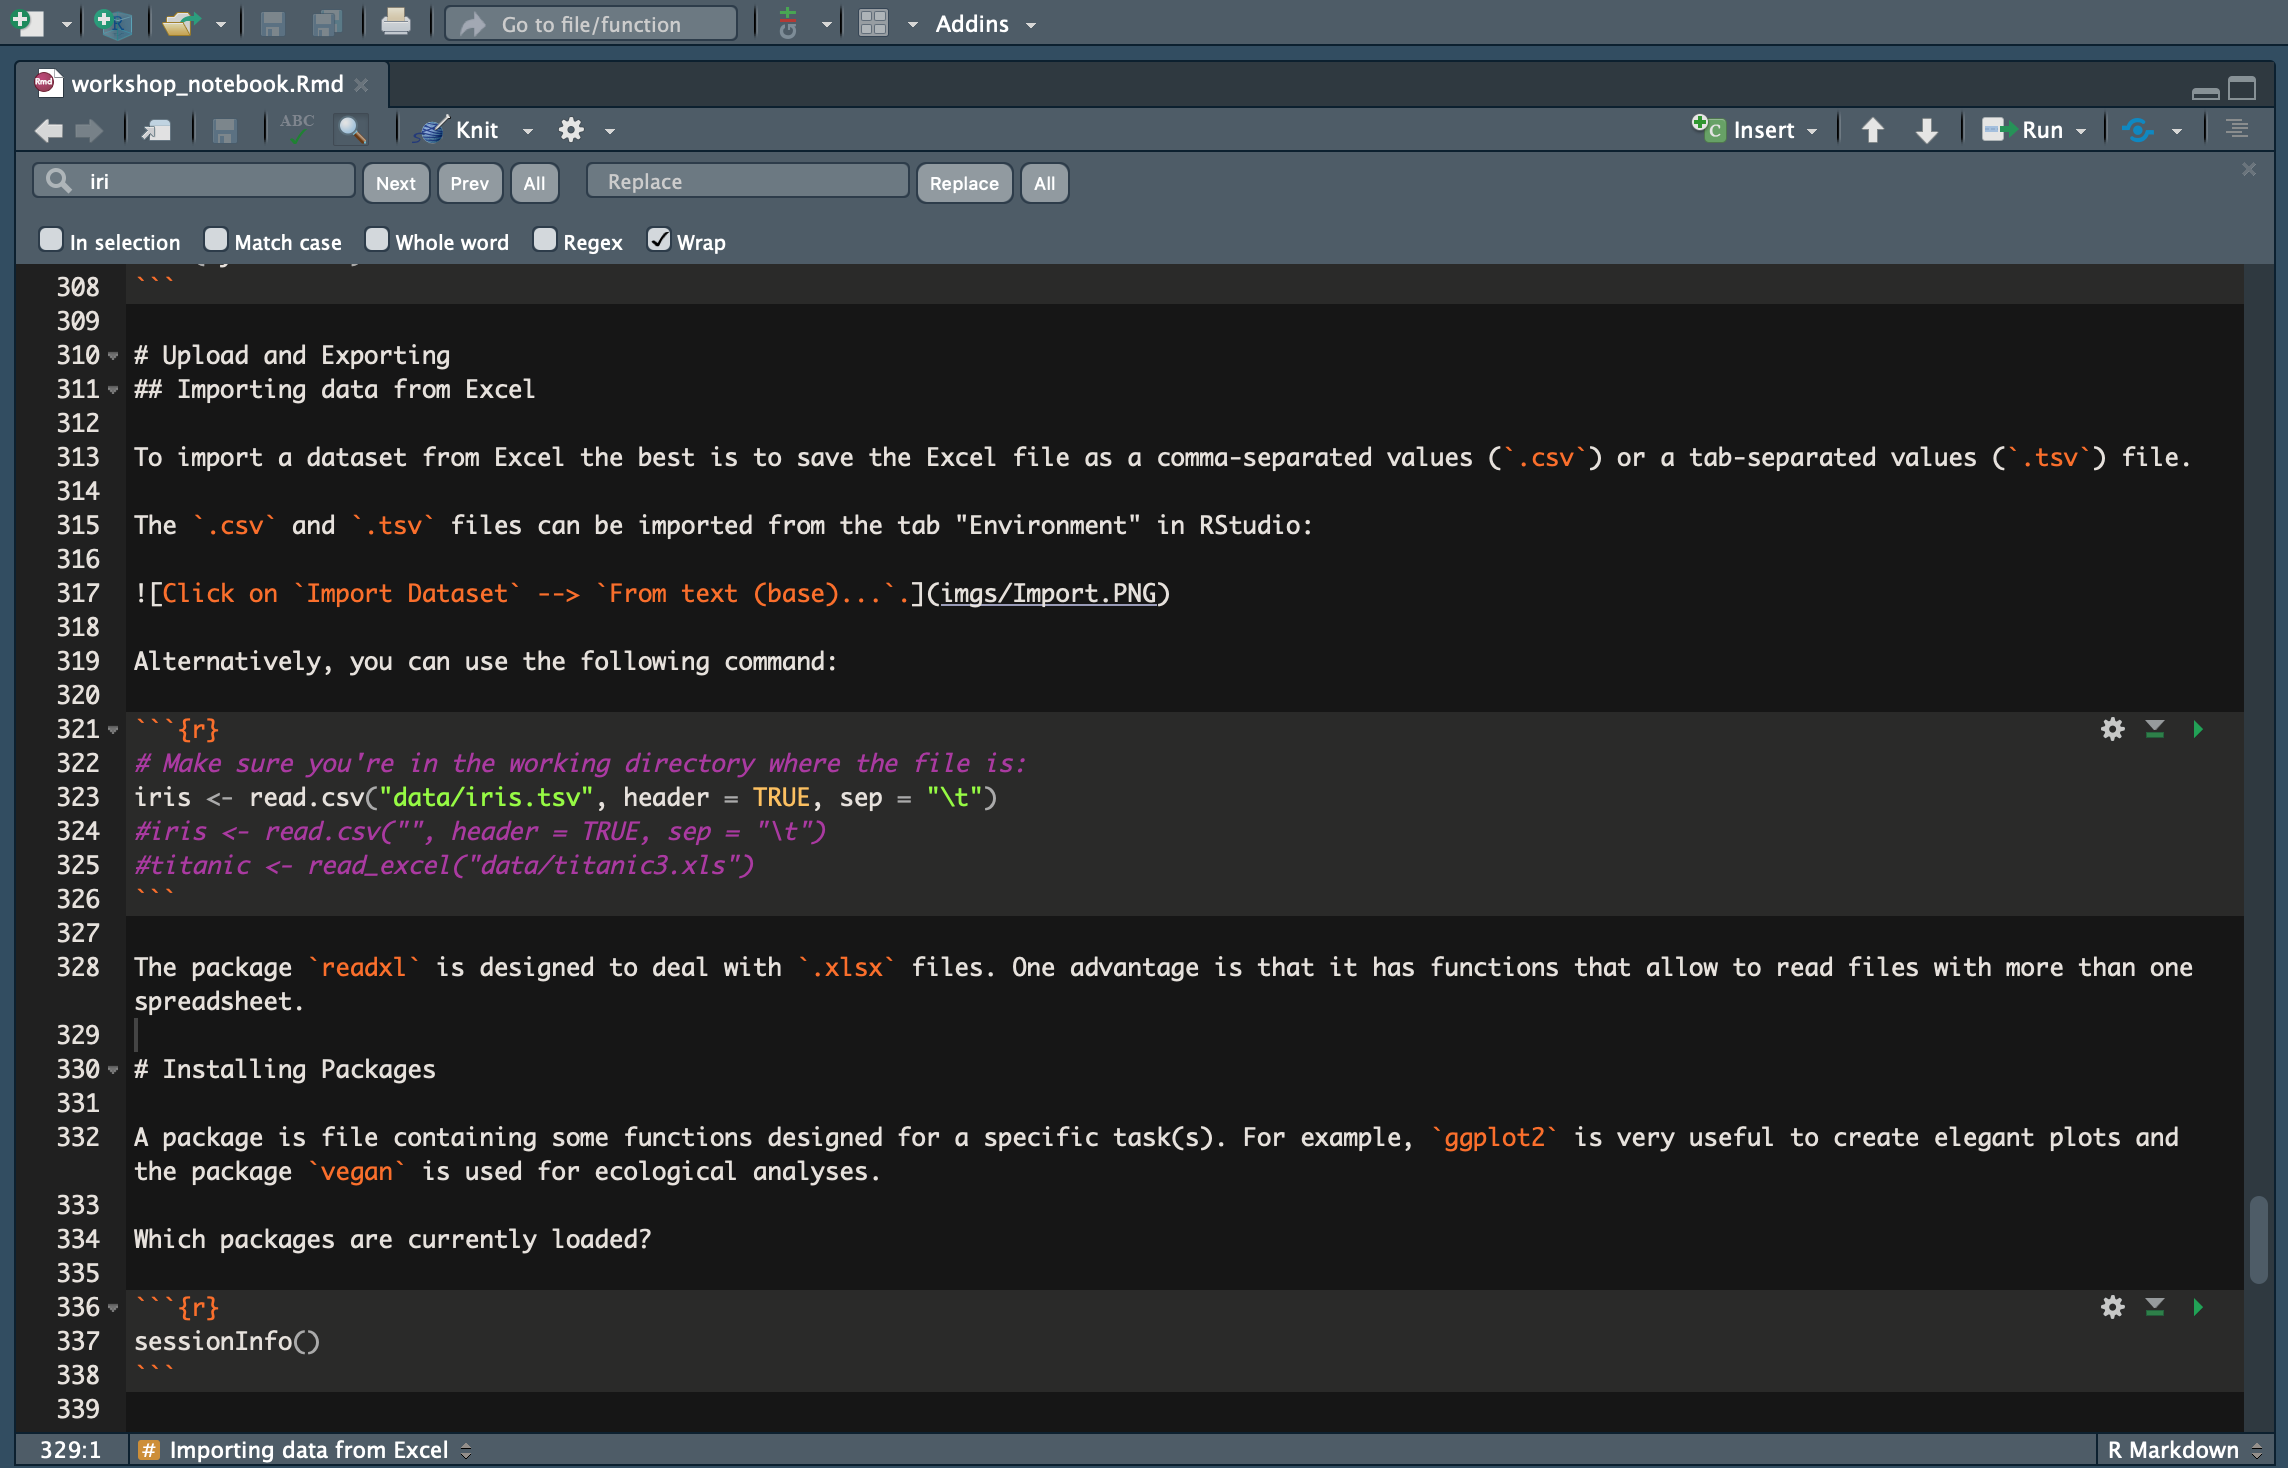 Go to file/function
Addins
workshop_notebook.Rmd
ABC
Knit
Insert
Run
iri
Next
Prev
All
Replace
Replace
All
In selection
Match case
Whole word
Regex
Wrap
308 ```
309
310 # Upload and Exporting
311 ## Importing data from Excel
312
313 To import a dataset from Excel the best is to save the Excel file as a comma-separated values (`.csv`) or a tab-separated values (`.tsv`) file.
314
315 The `.csv` and `.tsv` files can be imported from the tab "Environment" in RStudio:
316
317 ![Click on `Import Dataset` --> `From text (base)...`.](imgs/Import.PNG)
318
319 Alternatively, you can use the following command:
320
321 ```{r}
322 # Make sure you're in the working directory where the file is:
323 iris <- read.csv("data/iris.tsv", header = TRUE, sep = "\t")
324 #iris <- read.csv("", header = TRUE, sep = "\t")
325 #titanic <- read_excel("data/titanic3.xls")
326 ```
327
328 The package `readxl` is designed to deal with `.xlsx` files. One advantage is that it has functions that allow to read files with more than one
spreadsheet.
329
330 # Installing Packages
331
332 A package is file containing some functions designed for a specific task(s). For example, `ggplot2` is very useful to create elegant plots and
the package `vegan` is used for ecological analyses.
333
334 Which packages are currently loaded?
335
336 ```{r}
337 sessionInfo()
338 ```
339
329:1
# Importing data from Excel
R Markdown